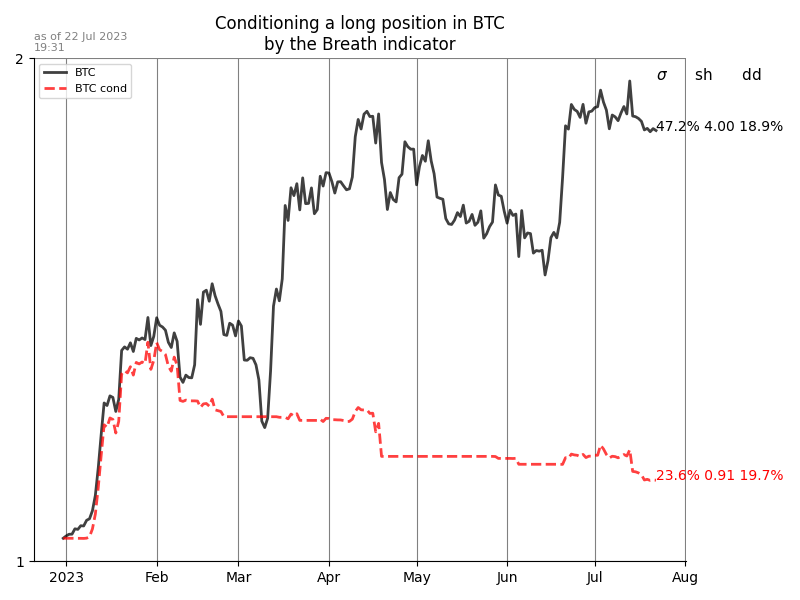 Conditioning a long position in BTC
by the Breath indicator
as of 22 Jul 2023
19:31
2
BTC
BTC cond
σ sh dd
47.2% 4.00 18.9%
23.6% 0.91 19.7%
1
2023 Feb Mar Apr May Jun Jul Aug